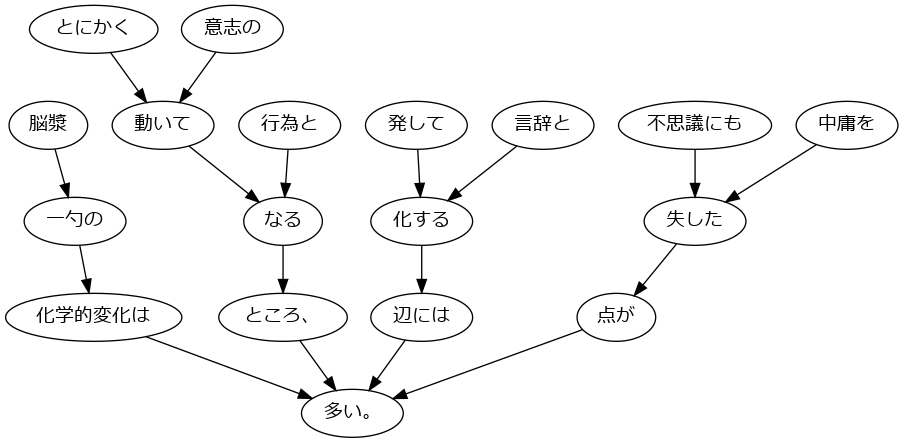 とにかく 意志の
脳漿 動いて 行為と 発して 言辞と 不思議にも 中庸を
一勺の なる 化する 失した
化学的変化は ところ、 辺には 点が
多い。